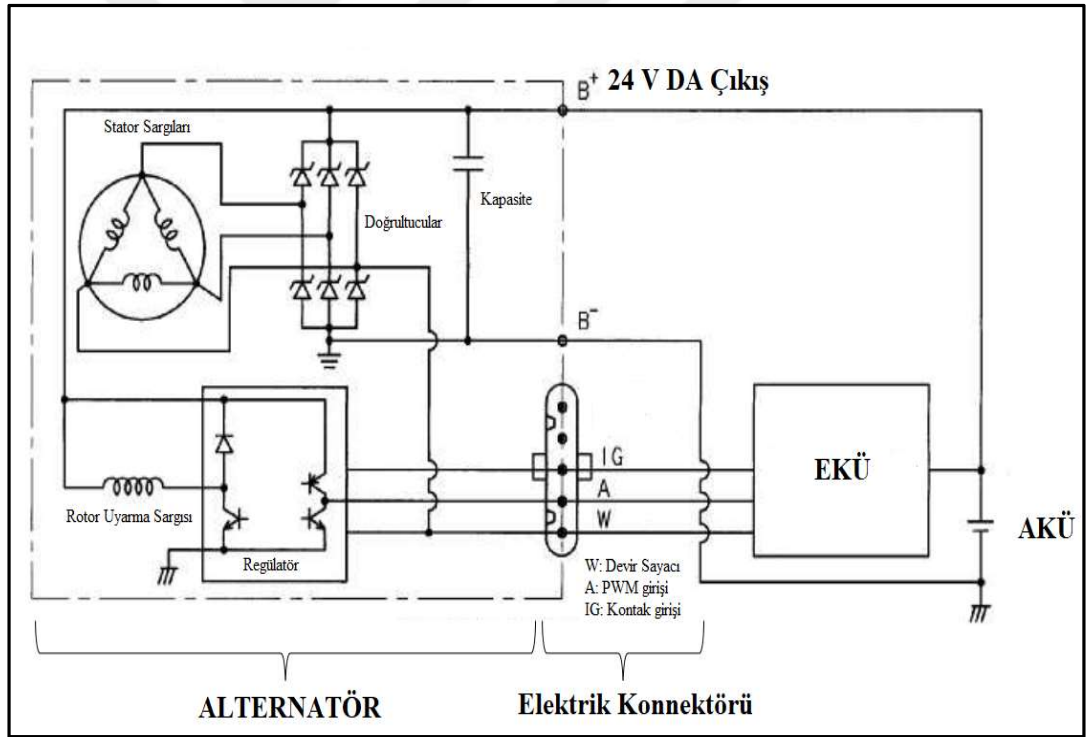 B+ 24 V DA Çıkış
Stator Sargıları
Doğrultucular
Kapasite
B-
IG
A
W
EKÜ
AKÜ
Rotor Uyarma Sargısı
Regülatör
W: Devir Sayacı
A: PWM girişi
IG: Kontak girişi
ALTERNATÖR
Elektrik Konnektörü